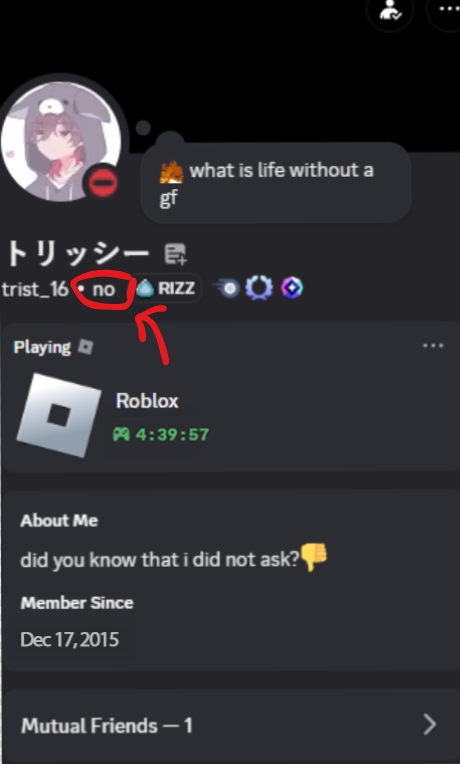 what is life without a
gf
トリッシー
trist_16 • no RIZZ
Playing
Roblox
4:39:57
About Me
did you know that i did not ask?👎
Member Since
Dec 17, 2015
Mutual Friends — 1